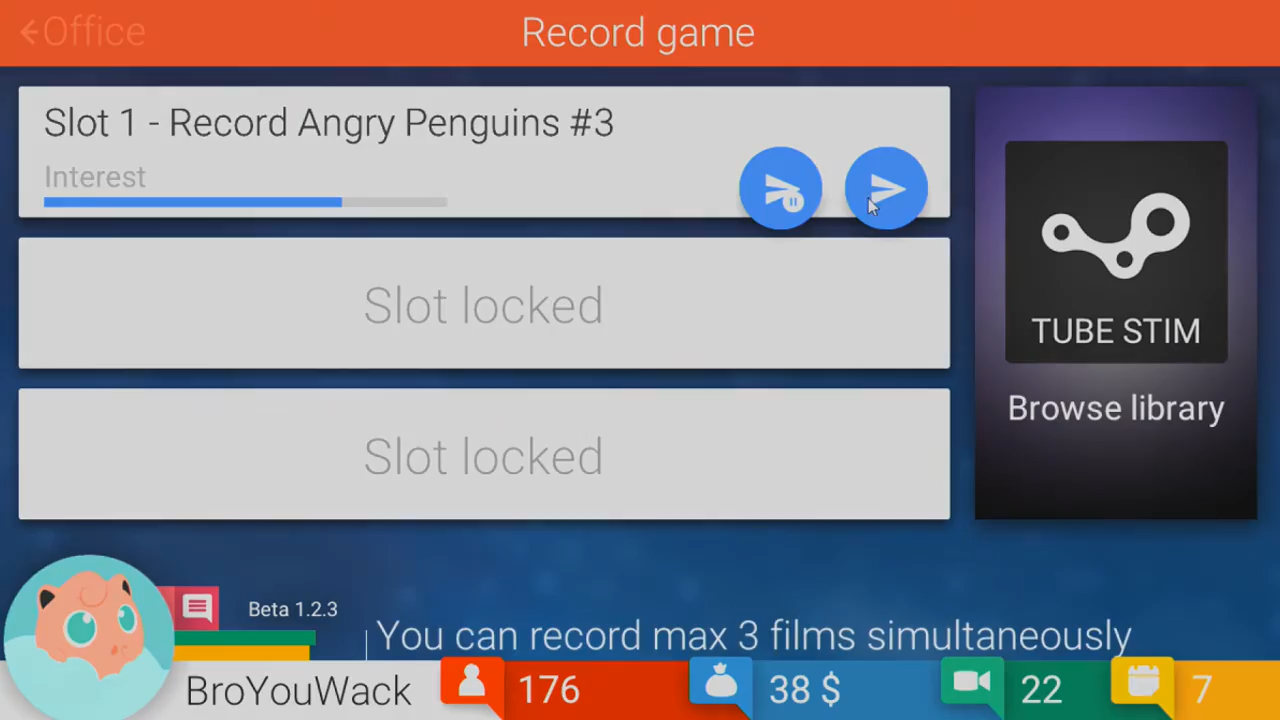 Office
Record game
Slot 1 - Record Angry Penguins #3
Interest
Slot locked
Slot locked
TUBE STIM
Browse library
Beta 1.2.3
You can record max 3 films simultaneously
BroYouWack
176
38 $
22
7